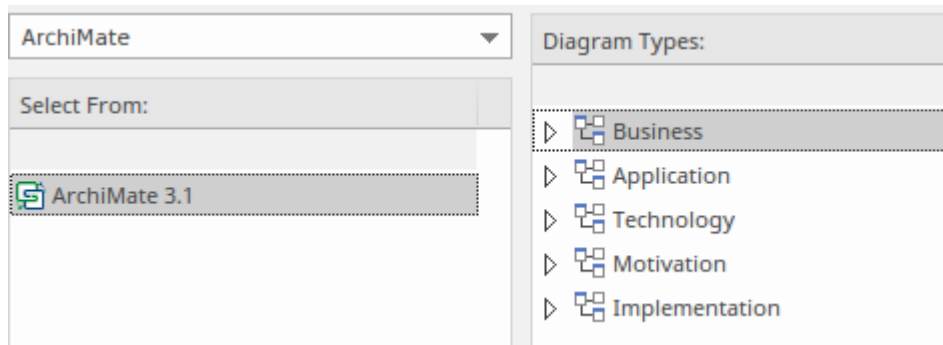 ArchiMate
Select From:
ArchiMate 3.1
Diagram Types:
Business
Application
Technology
Motivation
Implementation